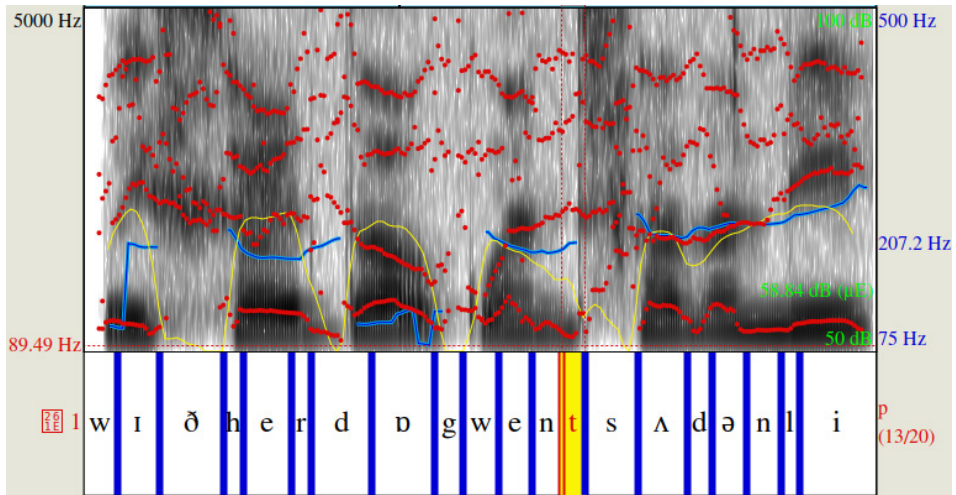 5000 Hz 100 dB 500 Hz
207.2 Hz
58.84 dB (µE)
89.49 Hz 50 dB 75 Hz
261E 1 w ɪ ð h e r d ɒ g w e n t s ʌ d ə n l i p
(13/20)